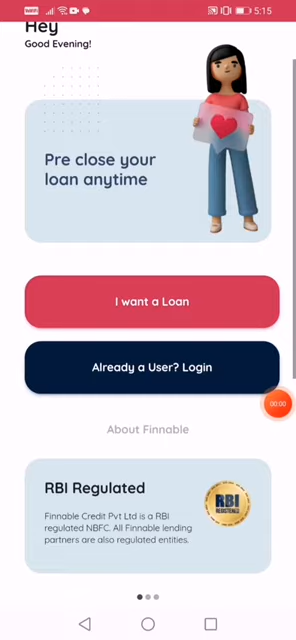 5:15
Hey
Good Evening!
Pre close your
loan anytime
I want a Loan
Already a User? Login
00:00
About Finnable
RBI Regulated
Finnable Credit Pvt Ltd is a RBI
regulated NBFC. All Finnable lending
partners are also regulated entities.
RBI
REGISTERED